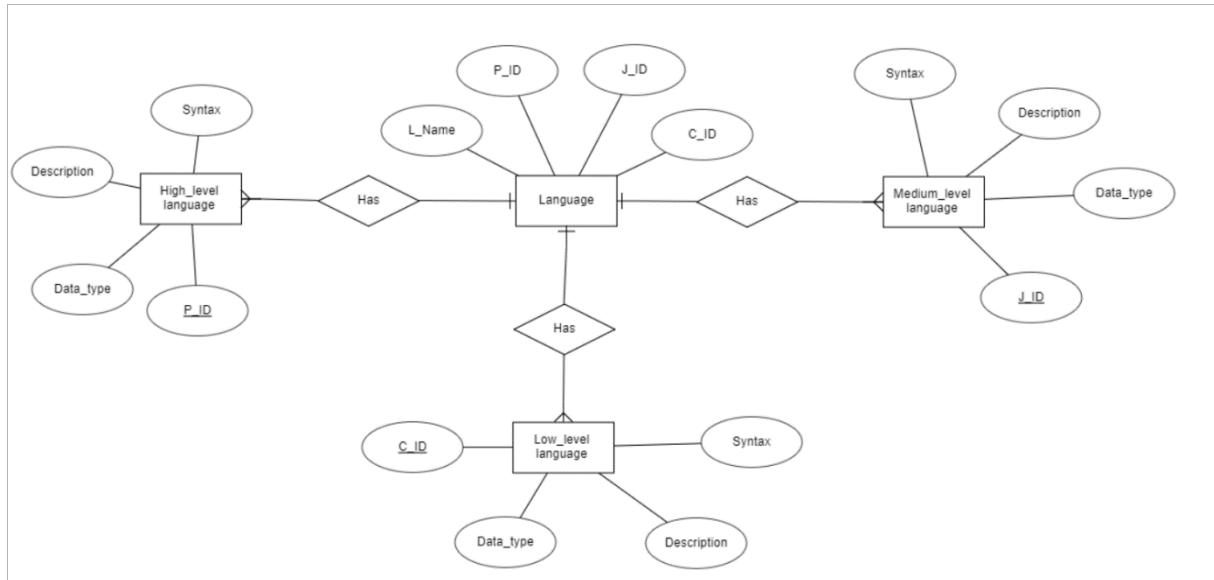 P_ID
J_ID
Syntax
Syntax
L_Name
C_ID
Description
Description
High_level
language
Has
Language
Has
Medium_level
language
Data_type
Data_type
P_ID
J_ID
Has
C_ID
Low_level
language
Syntax
Data_type
Description